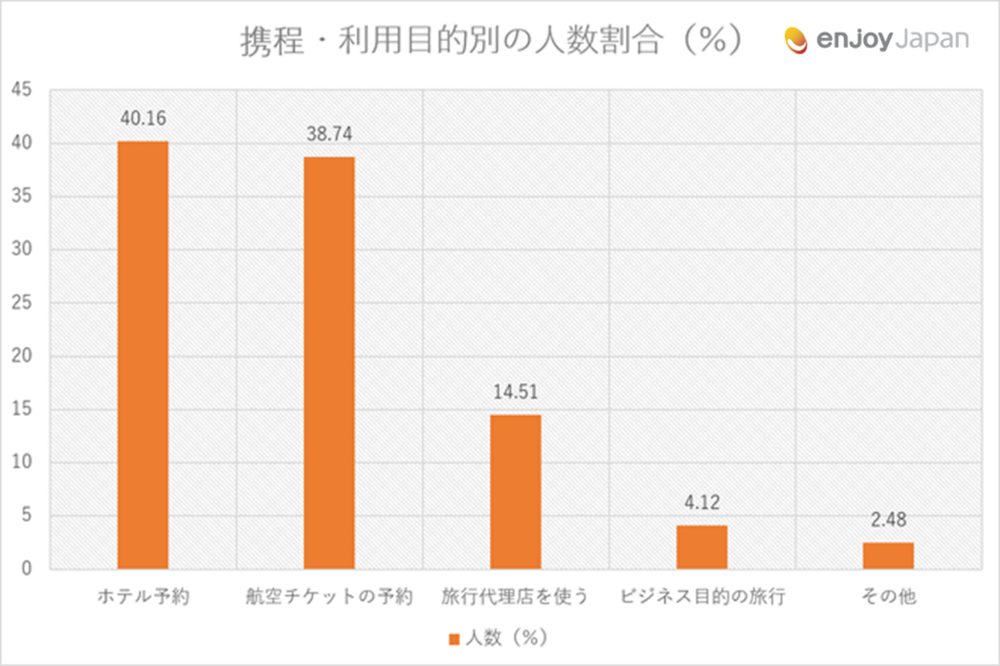 携程・利用目的別の人数割合（%）
enjoyJapan
45
40
35
30
25
20
15
10
5
0
40.16
38.74
14.51
4.12
2.48
ホテル予約
航空チケットの予約
旅行代理店を使う
ビジネス目的の旅行
その他
人数（%）